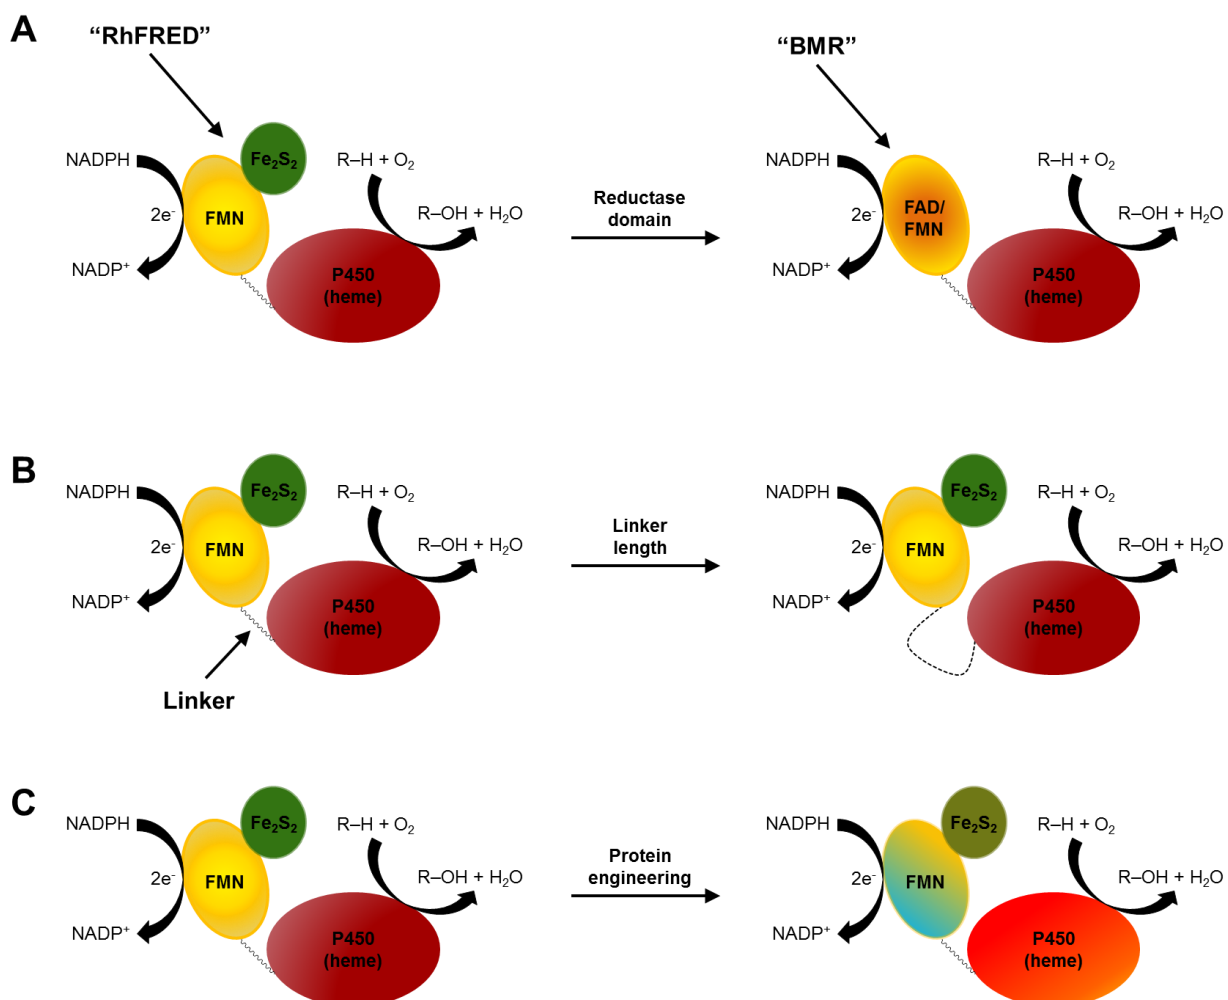 A
“RhFRED”
“BMR”
NADPH
Fe₂S₂
R–H + O₂
2e⁻
FMN
R–OH + H₂O
NADP⁺
P450
(heme)
Reductase
domain
NADPH
R–H + O₂
2e⁻
FAD/
FMN
R–OH + H₂O
NADP⁺
P450
(heme)
B
NADPH
Fe₂S₂
R–H + O₂
2e⁻
FMN
R–OH + H₂O
NADP⁺
P450
(heme)
Linker
Linker
length
NADPH
Fe₂S₂
R–H + O₂
2e⁻
FMN
R–OH + H₂O
NADP⁺
P450
(heme)
C
NADPH
Fe₂S₂
R–H + O₂
2e⁻
FMN
R–OH + H₂O
NADP⁺
P450
(heme)
Protein
engineering
NADPH
Fe₂S₂
R–H + O₂
2e⁻
FMN
R–OH + H₂O
NADP⁺
P450
(heme)